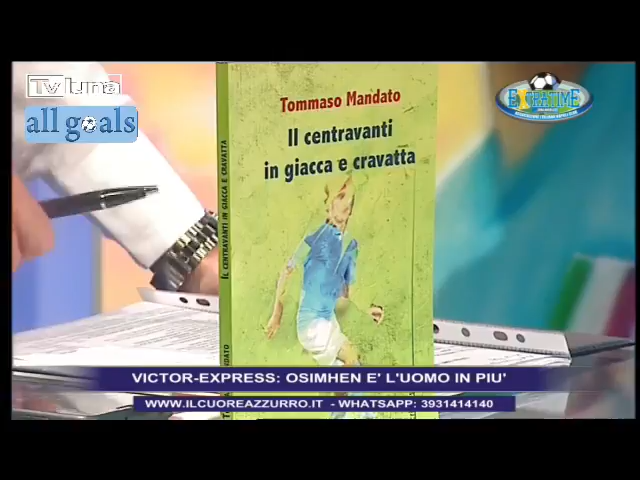 Tv luna
all goals
EXTRATIME
Tommaso Mandato
Il centravanti
in giacca e cravatta
IL CENTRAVANTI IN GIACCA E CRAVATTA
VICTOR-EXPRESS: OSIMHEN E' L'UOMO IN PIU'
WWW.ILCUOREAZZURRO.IT - WHATSAPP: 3931414140